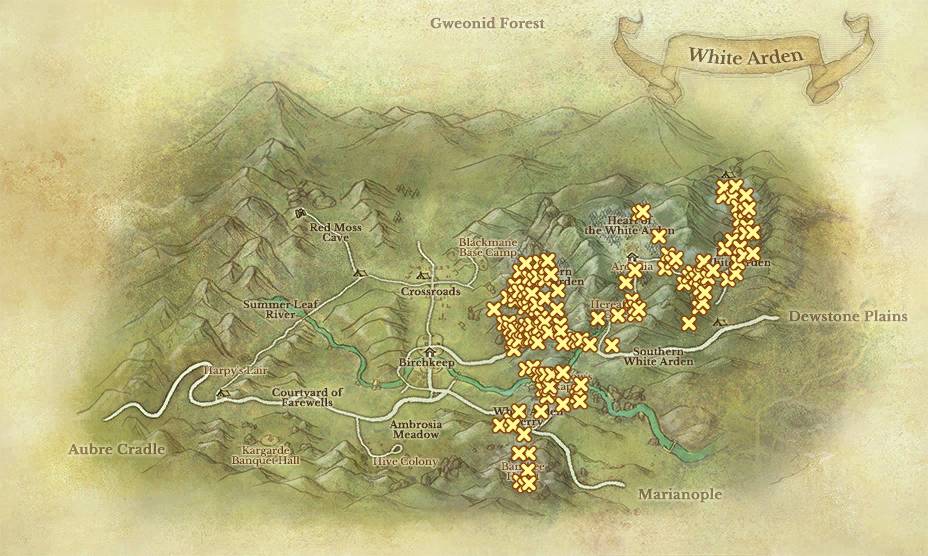 Gweonid Forest
White Arden
Heart of
the White Arden
Red Moss
Cave
Blackmane
Base Camp
Crossroads
Summer Leaf
River
Dewstone Plains
Southern
White Arden
Birchkeep
Harpy's Lair
Courtyard of
Farewells
Ambrosia
Meadow
Aubre Cradle
Kargarde
Banquet Hall
Hive Colony
Marianople